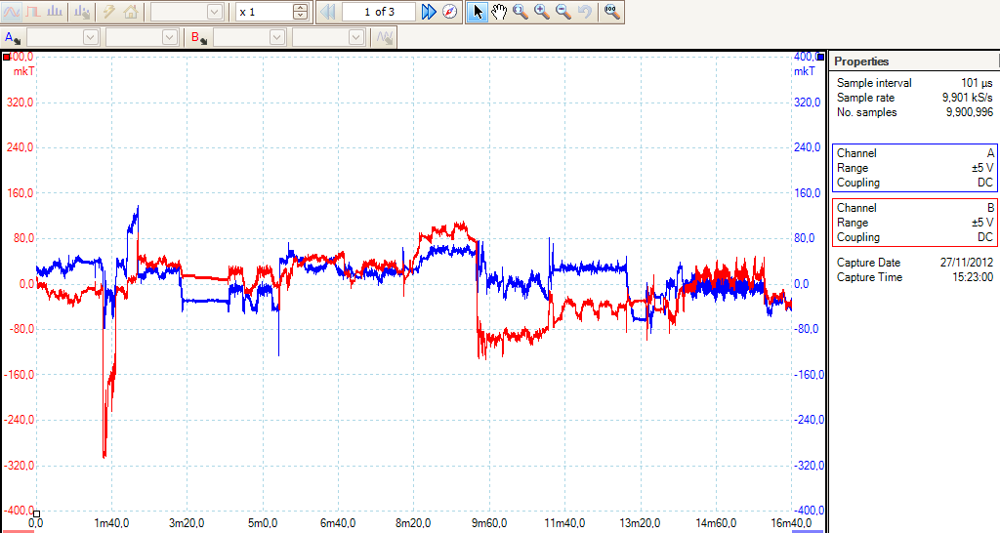 x 1
1 of 3
A
B
400,0 400,0
mkT mkT
320,0 320,0
240,0 240,0
160,0 160,0
80,0 80,0
0,0 0,0
-80,0 -80,0
-160,0 -160,0
-240,0 -240,0
-320,0 -320,0
-400,0 -400,0
0,0 1m40,0 3m20,0 5m0,0 6m40,0 8m20,0 9m60,0 11m40,0 13m20,0 14m60,0 16m40,0
Properties
Sample interval 101 µs
Sample rate 9,901 kS/s
No. samples 9,900,996
Channel A
Range ±5 V
Coupling DC
Channel B
Range ±5 V
Coupling DC
Capture Date 27/11/2012
Capture Time 15:23:00